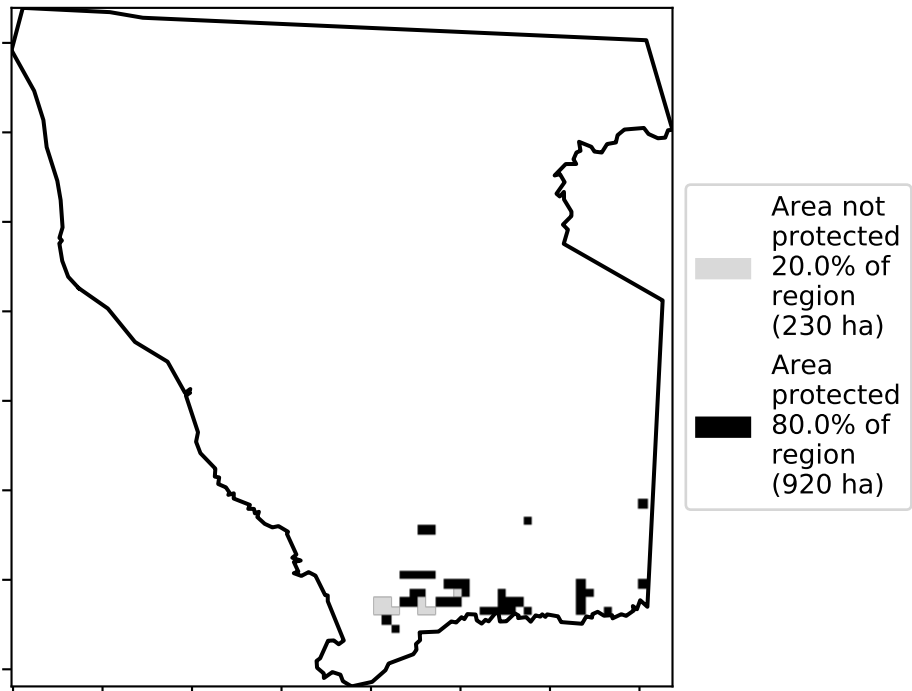 Area not
protected
20.0% of
region
(230 ha)
Area
protected
80.0% of
region
(920 ha)